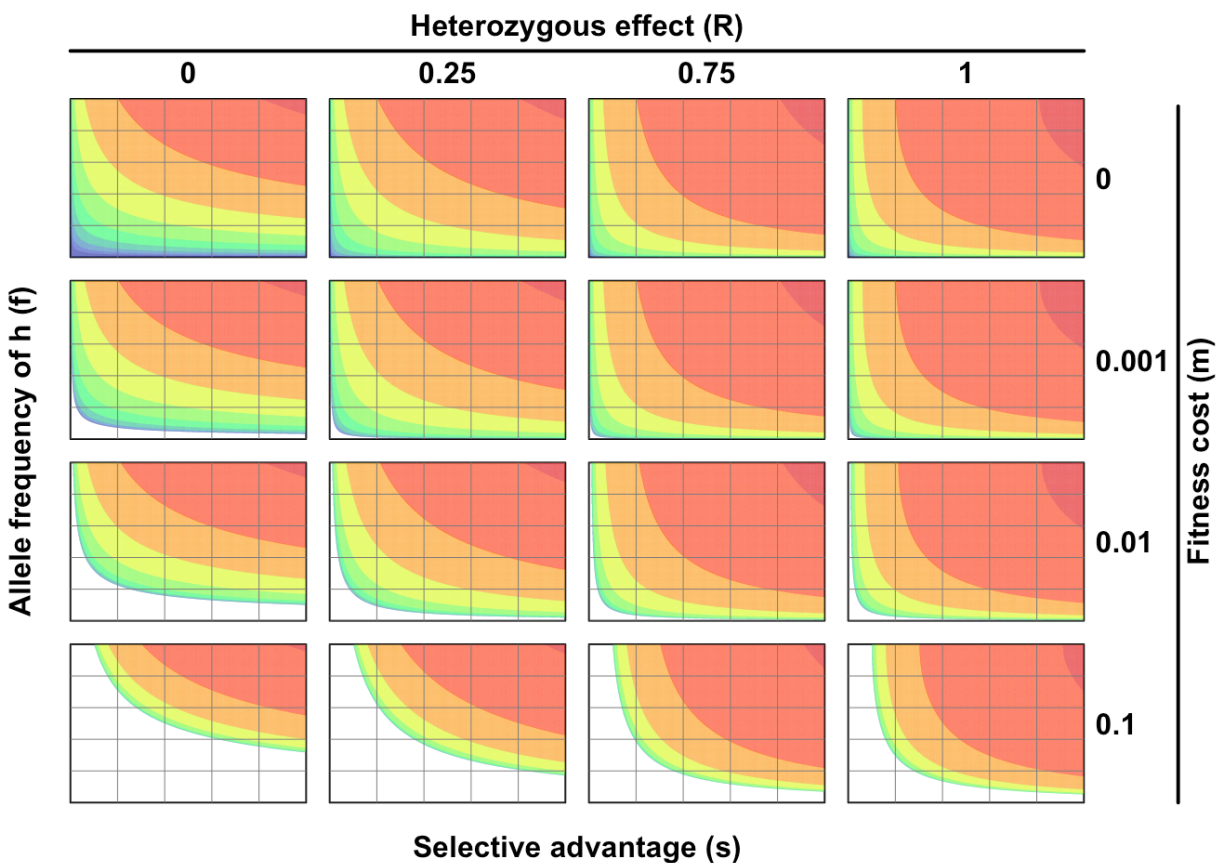 Heterozygous effect (R)
0
0.25
0.75
1
0
0.001
0.01
0.1
Allele frequency of h (f)
Fitness cost (m)
Selective advantage (s)